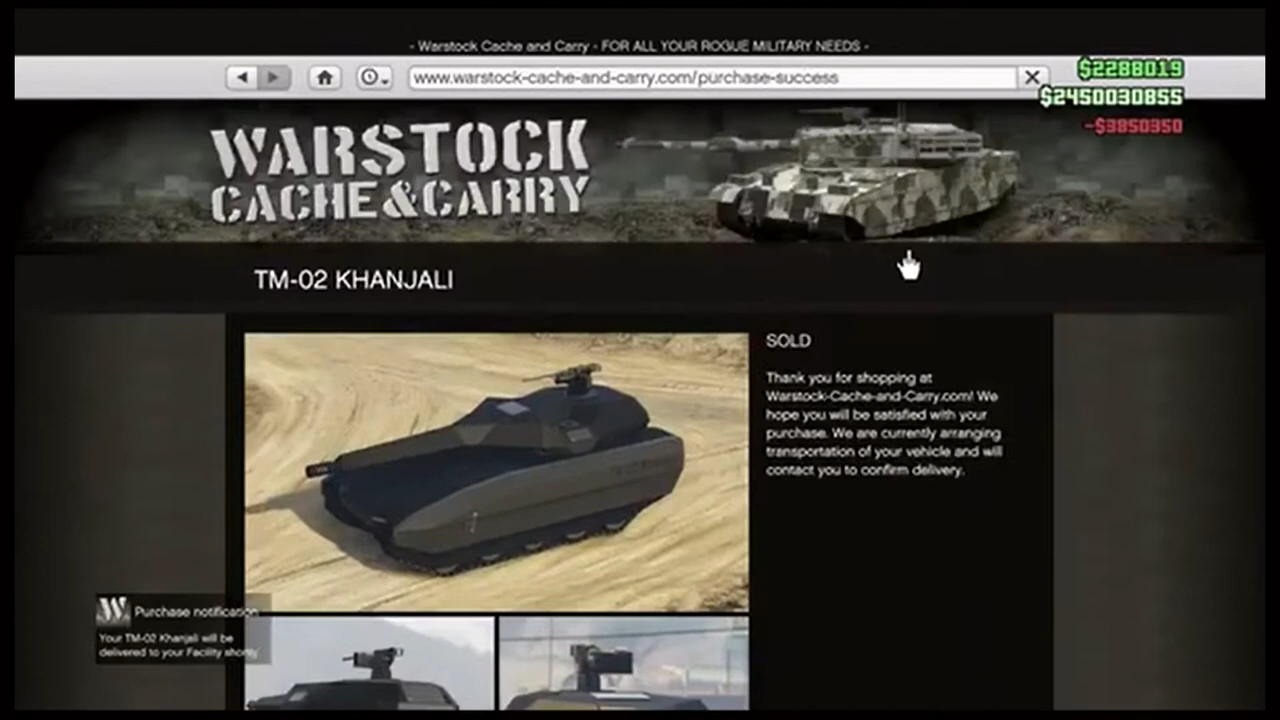 - Warstock Cache and Carry - FOR ALL YOUR ROGUE MILITARY NEEDS -
www.warstock-cache-and-carry.com/purchase-success
$2288019
$2450030855
-$3850350
WARSTOCK
CACHE&CARRY
TM-02 KHANJALI
SOLD
Thank you for shopping at
Warstock-Cache-and-Carry.com! We
hope you will be satisfied with your
purchase. We are currently arranging
transportation of your vehicle and will
contact you to confirm delivery.
W
Purchase notification
Your TM-02 Khanjali will be
delivered to your Facility shortly